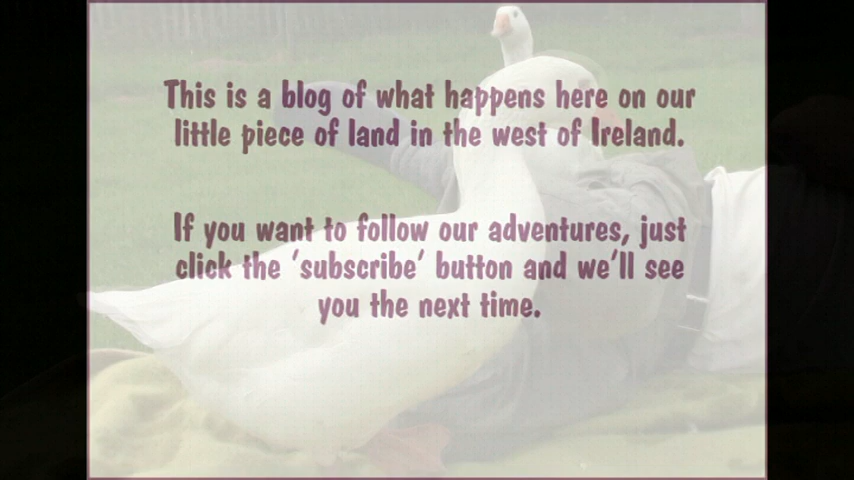 This is a blog of what happens here on our
little piece of land in the west of Ireland.
If you want to follow our adventures, just
click the ‘subscribe’ button and we’ll see
you the next time.